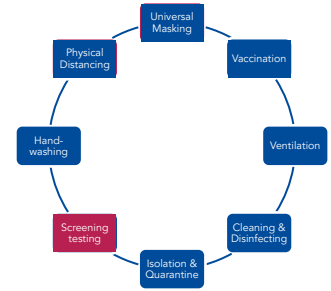 Universal
Masking
Vaccination
Ventilation
Cleaning &
Disinfecting
Isolation &
Quarantine
Screening
testing
Hand-
washing
Physical
Distancing